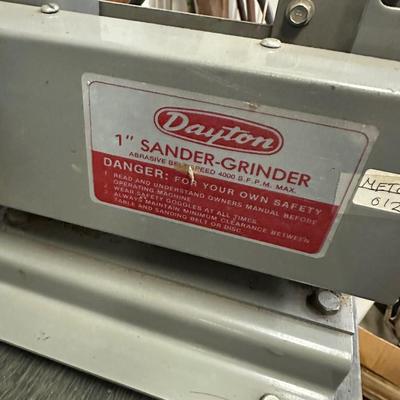 Dayton
1" SANDER-GRINDER
ABRASIVE BELT SPEED 4000 S.F.P.M. MAX.
DANGER: FOR YOUR OWN SAFETY
1. READ AND UNDERSTAND OWNERS MANUAL BEFORE
OPERATING MACHINE.
2. WEAR SAFETY GOGGLES AT ALL TIMES.
ALWAYS MAINTAIN MINIMUM CLEARANCE BETWEEN
TABLE AND SANDING BELT OR DISC.
612